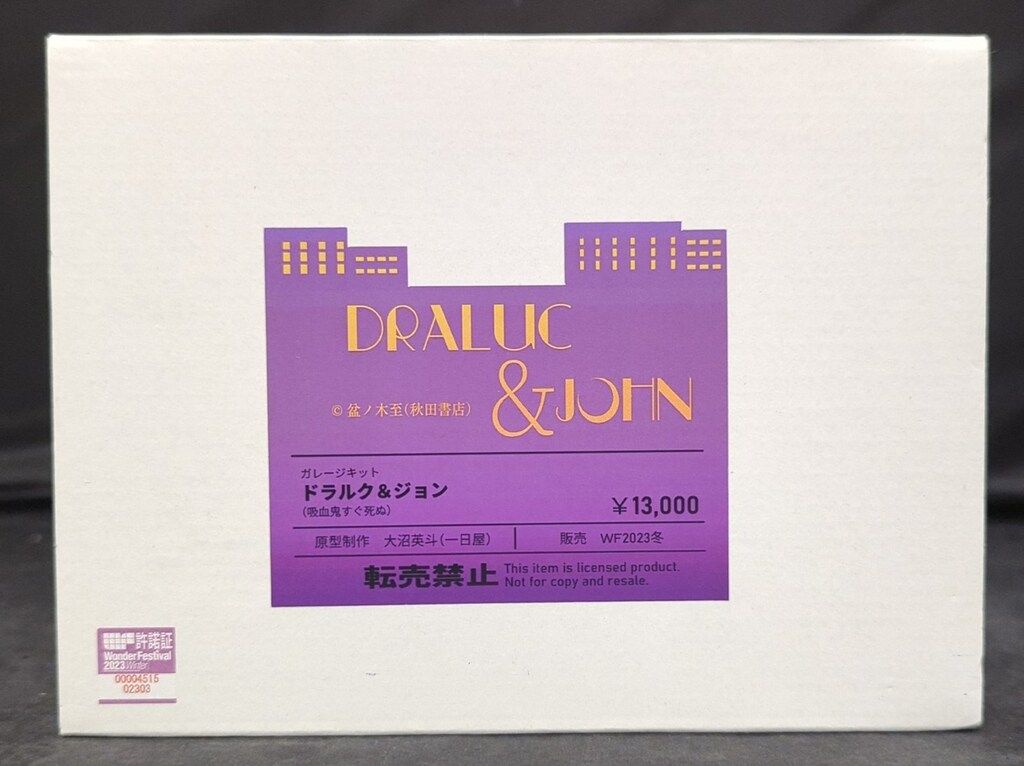 DRALUC
&JOHN
© 盆ノ木至(秋田書店)
ガレージキット
ドラルク&ジョン
(吸血鬼すぐ死ぬ)
¥13,000
原型制作 大沼英斗(一日屋)
販売 WF2023冬
転売禁止
This item is licensed product.
Not for copy and resale.
WF 許諾証
WonderFestival
2023 Winter
00004515
02303